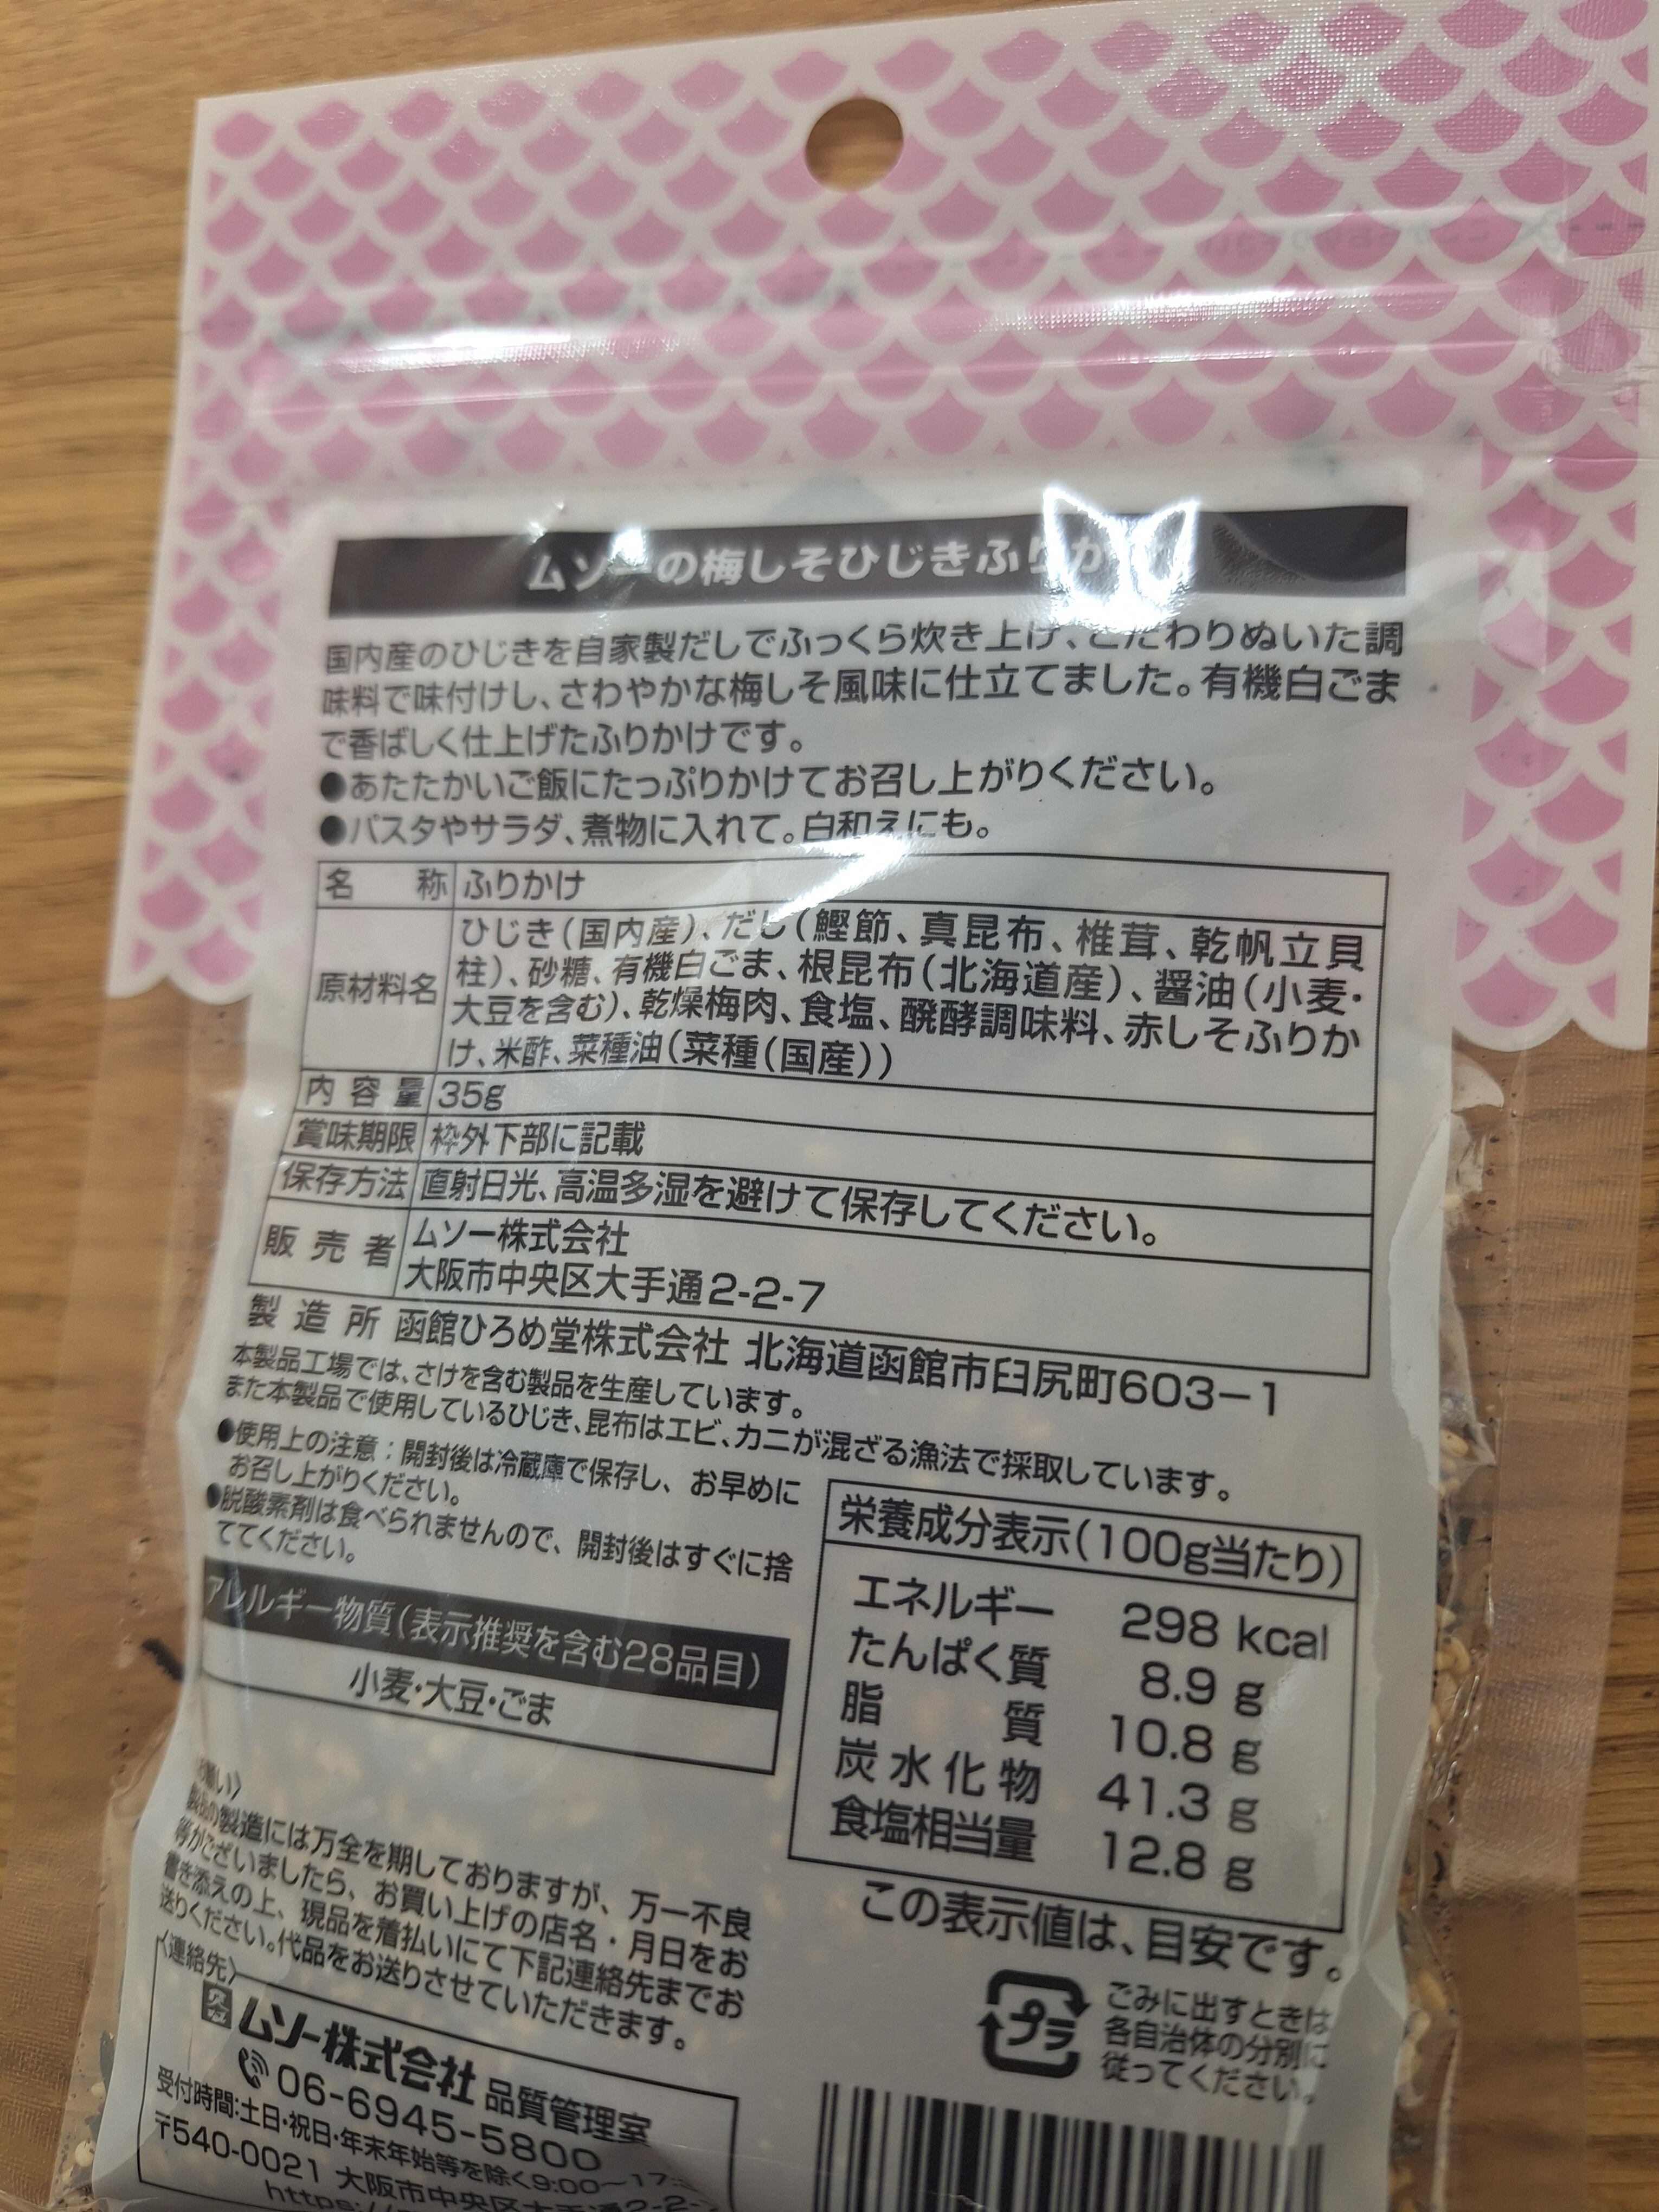 ムソーの梅しそひじきふりか
国内産のひじきを自家製だしでふっくら炊き上げ、こだわりぬいた調
味料で味付けし、さわやかな梅しそ風味に仕立てました。有機白ごま
で香ばしく仕上げたふりかけです。
●あたたかいご飯にたっぷりかけてお召し上がりください。
●パスタやサラダ、煮物に入れて。白和えにも。
名 称 ふりかけ
原材料名 ひじき(国内産)、だし(鰹節、真昆布、椎茸、乾帆立貝
柱)、砂糖、有機白ごま、根昆布(北海道産)、醤油(小麦・
大豆を含む)、乾燥梅肉、食塩、醗酵調味料、赤しそふりか
け、米酢、菜種油(菜種(国産))
内容量 35g
賞味期限 枠外下部に記載
保存方法 直射日光、高温多湿を避けて保存してください。
販売者 ムソー株式会社
大阪市中央区大手通2-2-7
製造所 函館ひろめ堂株式会社 北海道函館市臼尻町603-1
本製品工場では、さけを含む製品を生産しています。
また本製品で使用しているひじき、昆布はエビ、カニが混ざる漁法で採取しています。
●使用上の注意:開封後は冷蔵庫で保存し、お早めに
お召し上がりください。
●脱酸素剤は食べられませんので、開封後はすぐに捨
ててください。
アレルギー物質(表示推奨を含む28品目)
小麦・大豆・ごま
栄養成分表示(100g当たり)
エネルギー 298 kcal
たんぱく質 8.9 g
脂質 10.8 g
炭水化物 41.3 g
食塩相当量 12.8 g
この表示値は、目安です。
プラ
ごみに出すときは
各自治体の分別に
従ってください。
願い〉
製品の製造には万全を期しておりますが、万一不良
等がございましたら、お買い上げの店名・月日をお
書き添えの上、現品を着払いにて下記連絡先までお
送りください。代品をお送りさせていただきます。
〈連絡先〉
ムソー株式会社 品質管理室
06-6945-5800
受付時間:土日・祝日・年末年始等を除く9:00〜17:
〒540-0021 大阪市中央区大手通2-2-
https:/